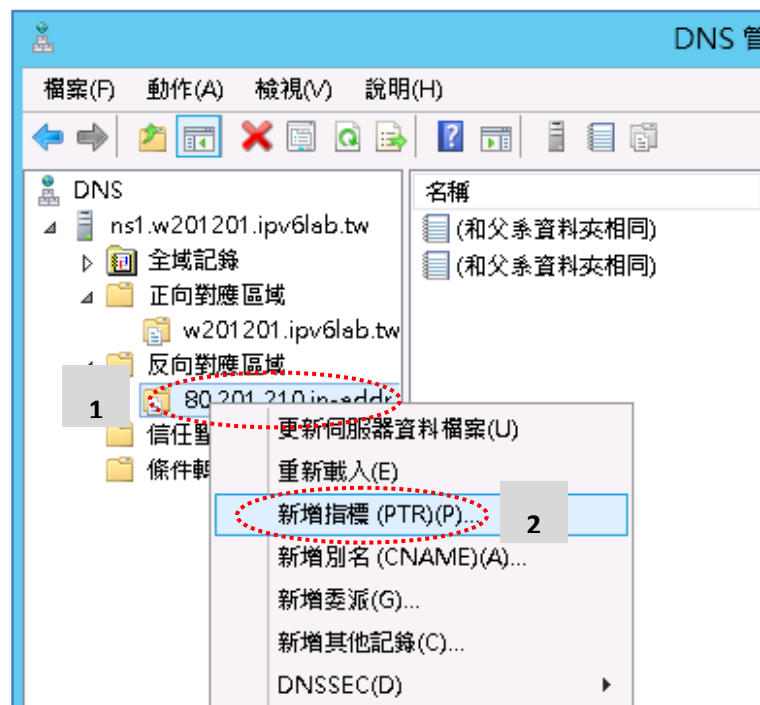 DNS 管
檔案(F) 動作(A) 檢視(V) 說明(H)
DNS
名稱
ns1.w201201.ipv6lab.tw
(和父系資料夾相同)
全域記錄
(和父系資料夾相同)
正向對應區域
w201201.ipv6lab.tw
反向對應區域
1
80.201.210.in-addr
信任點
更新伺服器資料檔案(U)
條件轉
重新載入(E)
新增指標 (PTR)(P)...
2
新增別名 (CNAME)(A)...
新增委派(G)...
新增其他記錄(C)...
DNSSEC(D)